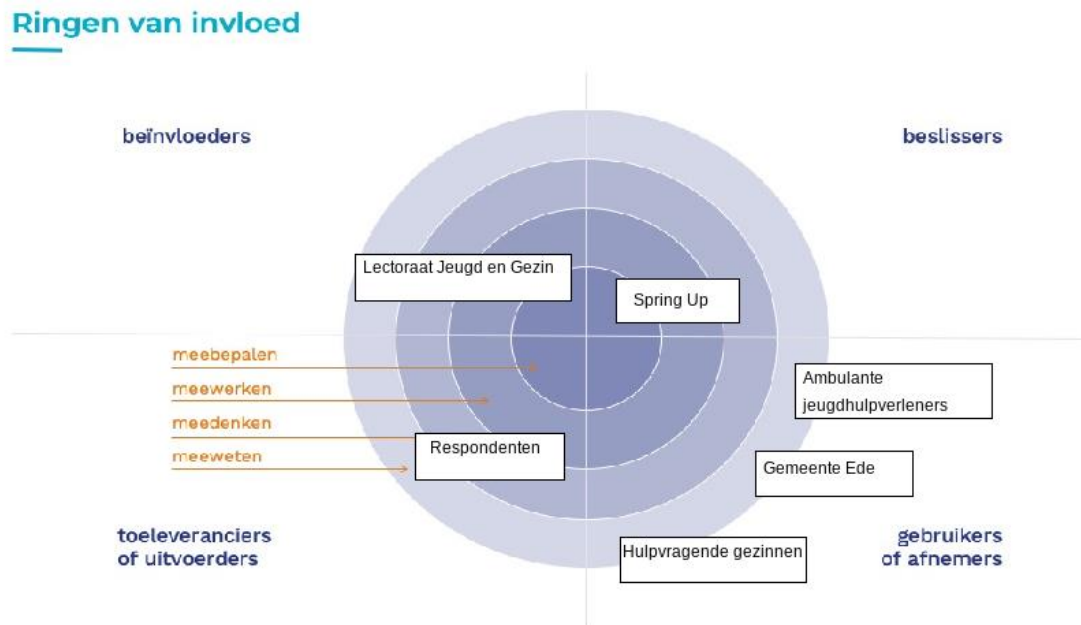 Ringen van invloed
beïnvloeders
beslissers
Lectoraat Jeugd en Gezin
Spring Up
meebepalen
meewerken
meedenken
meeweten
Ambulante
jeugdhulpverleners
Respondenten
Gemeente Ede
toeleveranciers
of uitvoerders
Hulpvragende gezinnen
gebruikers
of afnemers